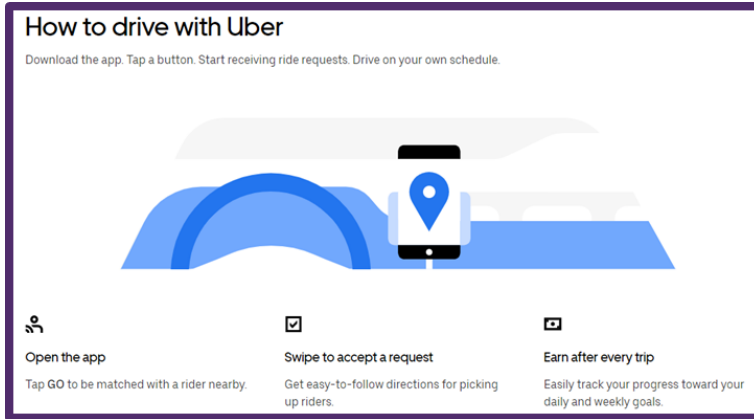 How to drive with Uber
Download the app. Tap a button. Start receiving ride requests. Drive on your own schedule.
Open the app
Tap GO to be matched with a rider nearby.
Swipe to accept a request
Get easy-to-follow directions for picking
up riders.
Earn after every trip
Easily track your progress toward your
daily and weekly goals.